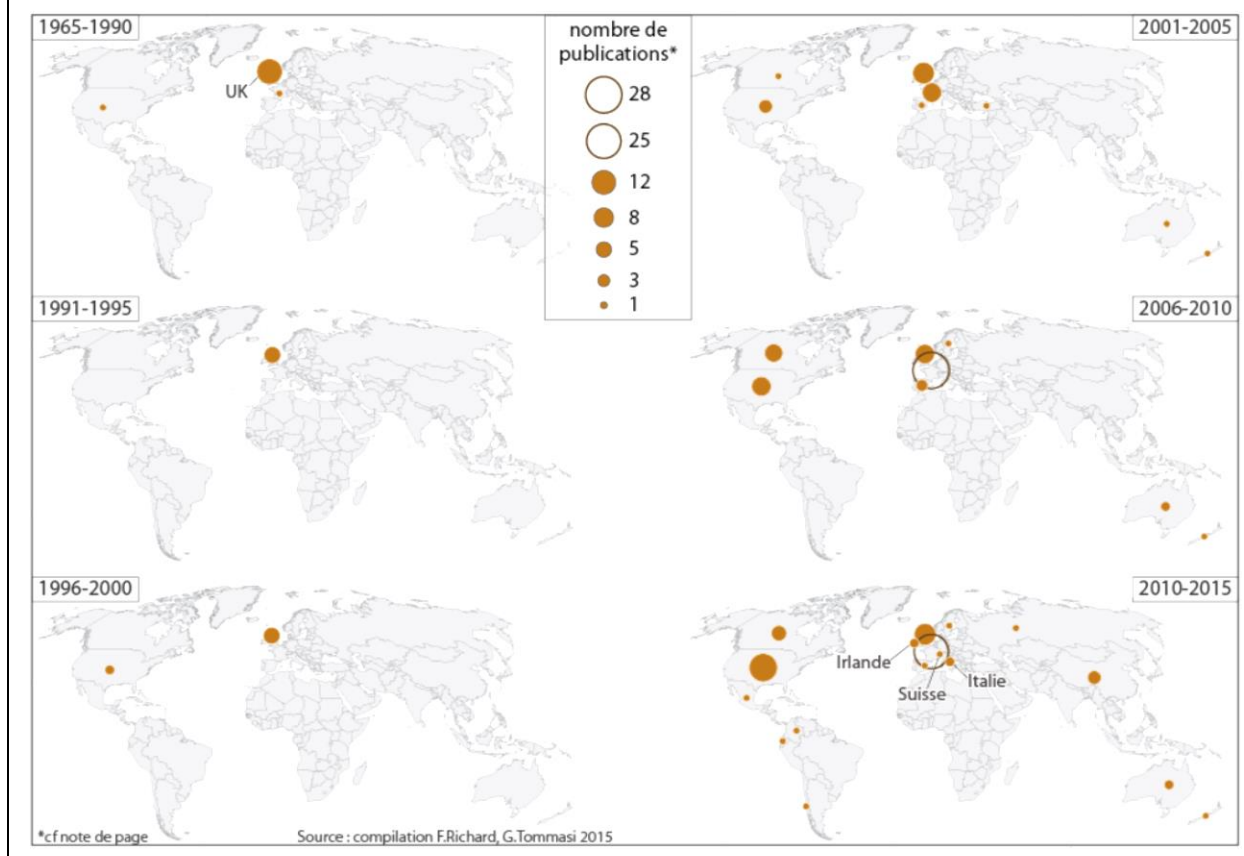 1965-1990
UK
nombre de
publications*
28
25
12
8
5
3
1
2001-2005
1991-1995
2006-2010
1996-2000
2010-2015
Irlande
Suisse
Italie
*cf note de page
Source : compilation F.Richard, G.Tommasi 2015